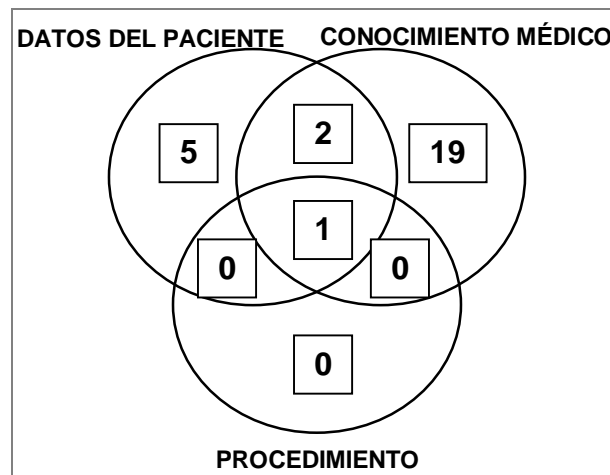 DATOS DEL PACIENTE CONOCIMIENTO MÉDICO
5 2 19
1
0 0
0
PROCEDIMIENTO